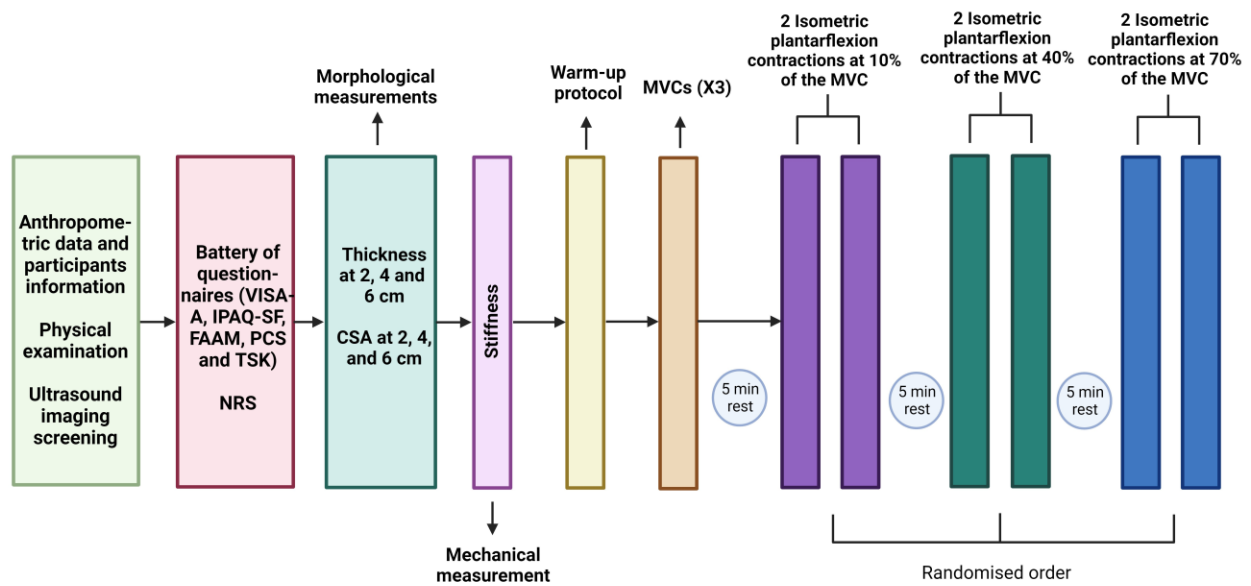 2 Isometric
plantarflexion
contractions at 10%
of the MVC
2 Isometric
plantarflexion
contractions at 40%
of the MVC
2 Isometric
plantarflexion
contractions at 70%
of the MVC
Morphological
measurements
Warm-up
protocol
MVCs (X3)
Anthropome-
tric data and
participants
information
Physical
examination
Ultrasound
imaging
screening
Battery of
question-
naires (VISA-
A, IPAQ-SF,
FAAM, PCS
and TSK)
NRS
Thickness
at 2, 4 and
6 cm
CSA at 2, 4,
and 6 cm
Stiffness
5 min
rest
5 min
rest
5 min
rest
Mechanical
measurement
Randomised order